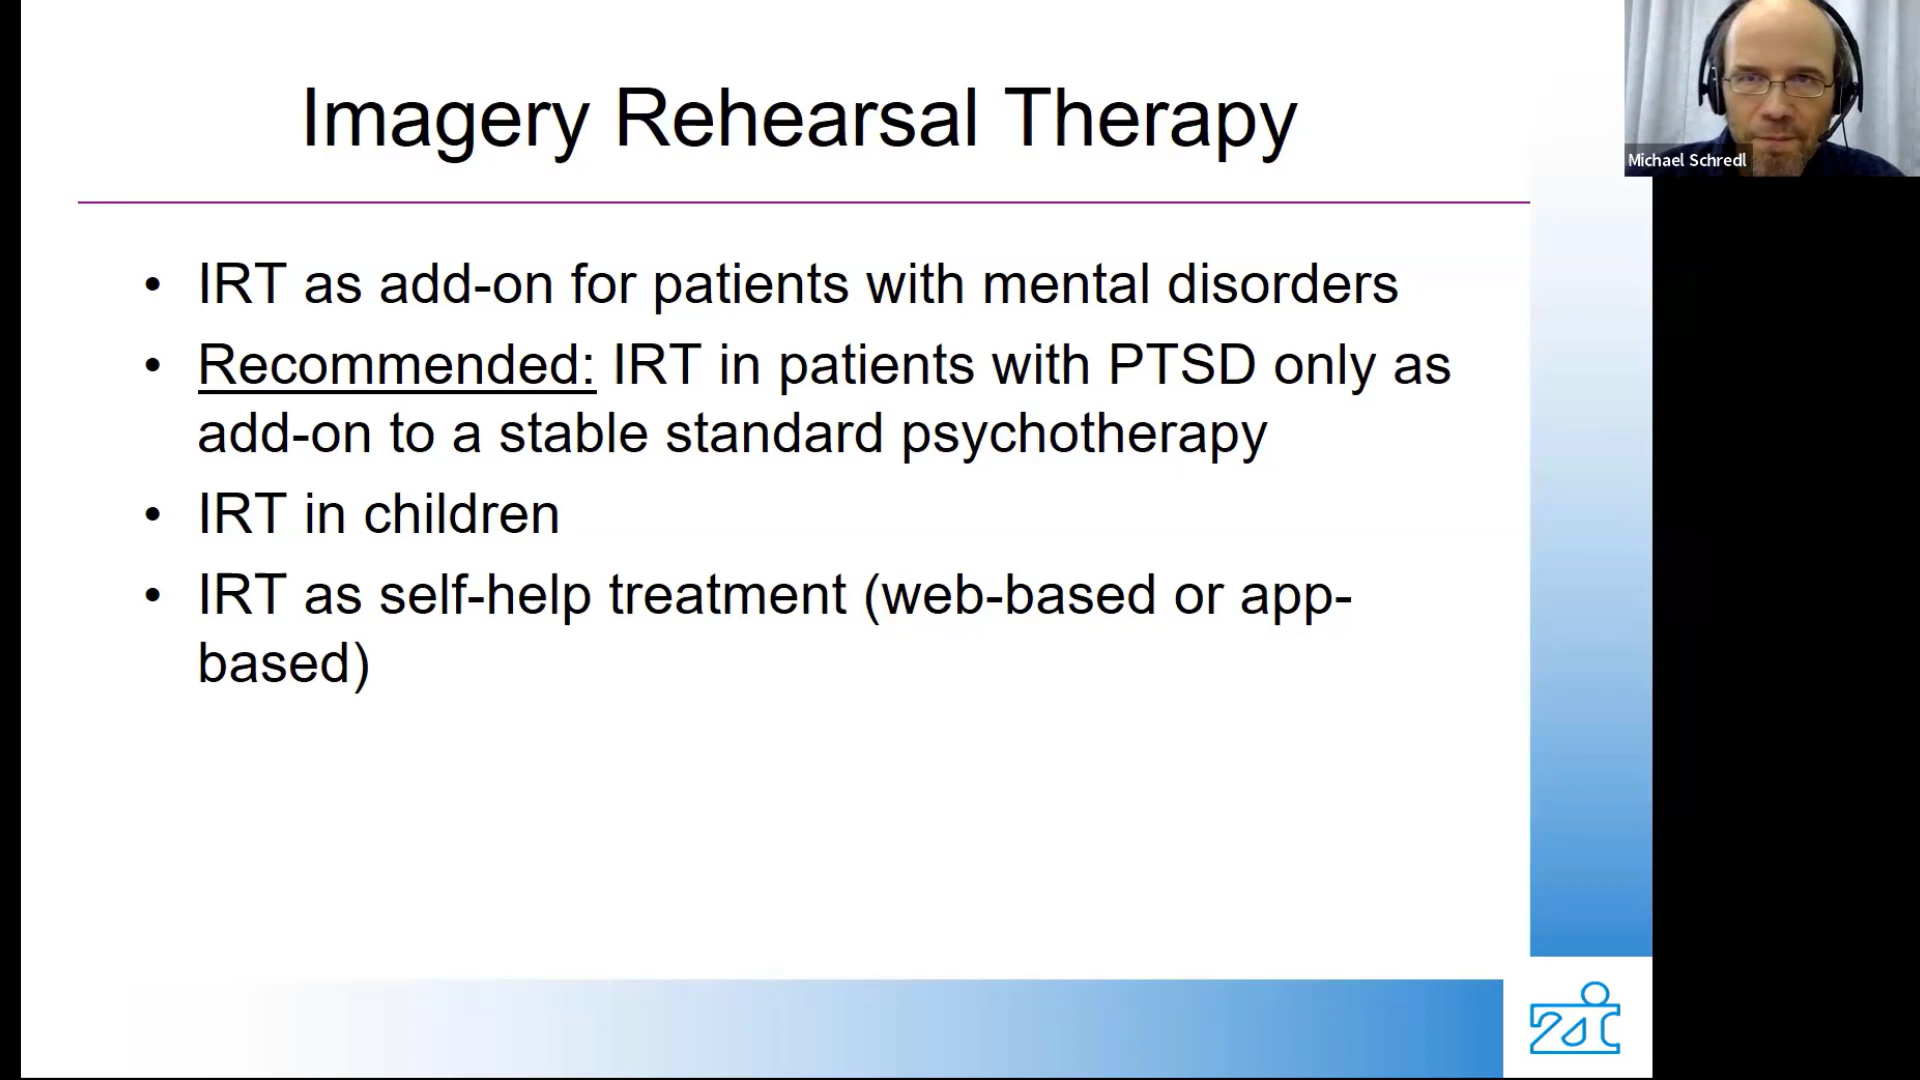 Imagery Rehearsal Therapy
Michael Schredl
• IRT as add-on for patients with mental disorders
• Recommended: IRT in patients with PTSD only as
add-on to a stable standard psychotherapy
• IRT in children
• IRT as self-help treatment (web-based or app-
based)
zi